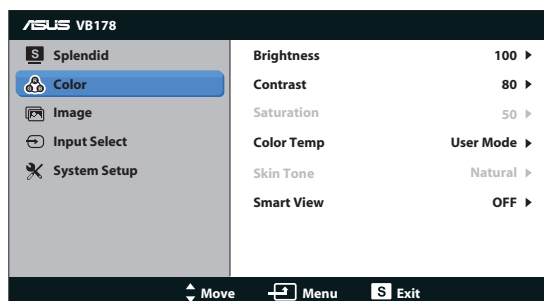 ASUS VB178
S Splendid
Color
Image
Input Select
System Setup
Brightness 100
Contrast 80
Saturation 50
Color Temp User Mode
Skin Tone Natural
Smart View OFF
Move Menu S Exit